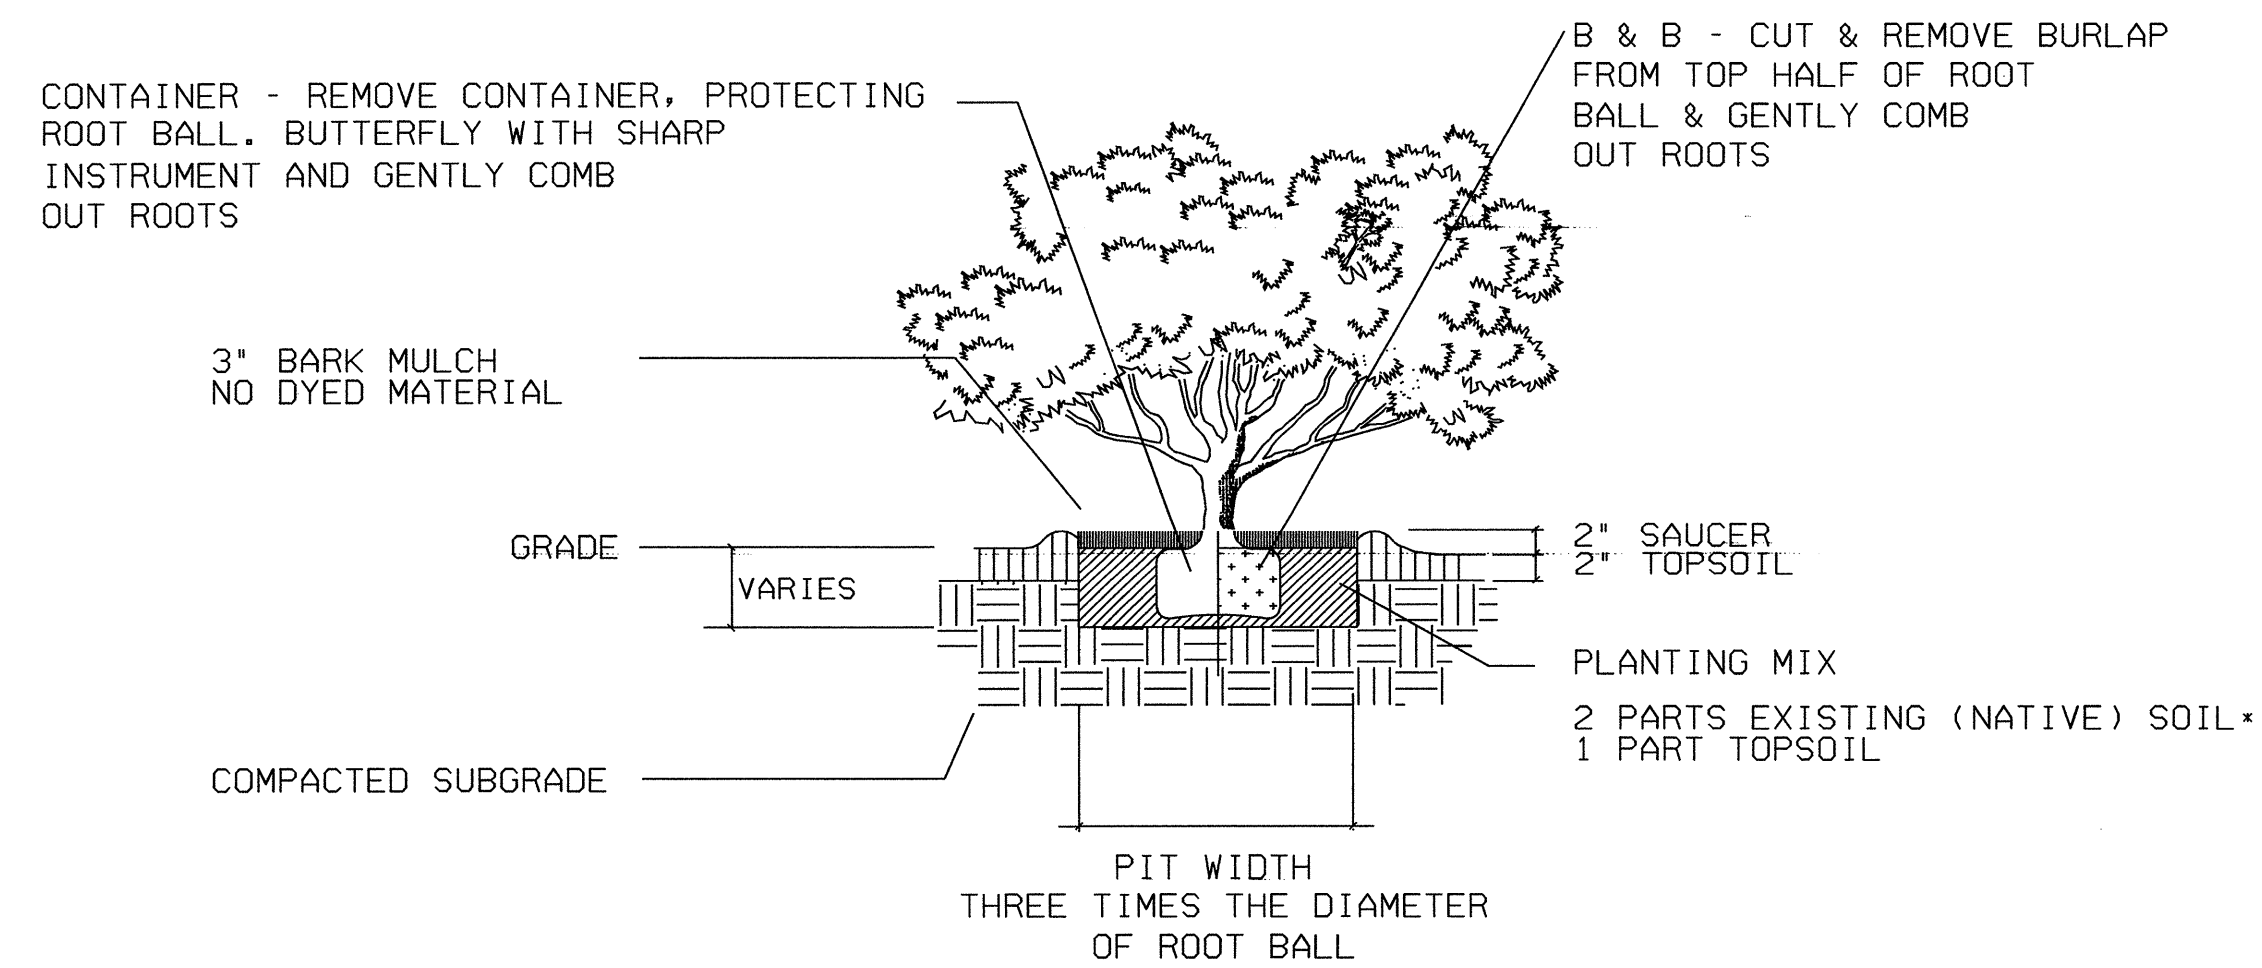 CONTAINER - REMOVE CONTAINER, PROTECTING
ROOT BALL. BUTTERFLY WITH SHARP
INSTRUMENT AND GENTLY COMB
OUT ROOTS
B & B - CUT & REMOVE BURLAP
FROM TOP HALF OF ROOT
BALL & GENTLY COMB
OUT ROOTS
3" BARK MULCH
NO DYED MATERIAL
GRADE
VARIES
2" SAUCER
2" TOPSOIL
PLANTING MIX
2 PARTS EXISTING (NATIVE) SOIL*
1 PART TOPSOIL
COMPACTED SUBGRADE
PIT WIDTH
THREE TIMES THE DIAMETER
OF ROOT BALL